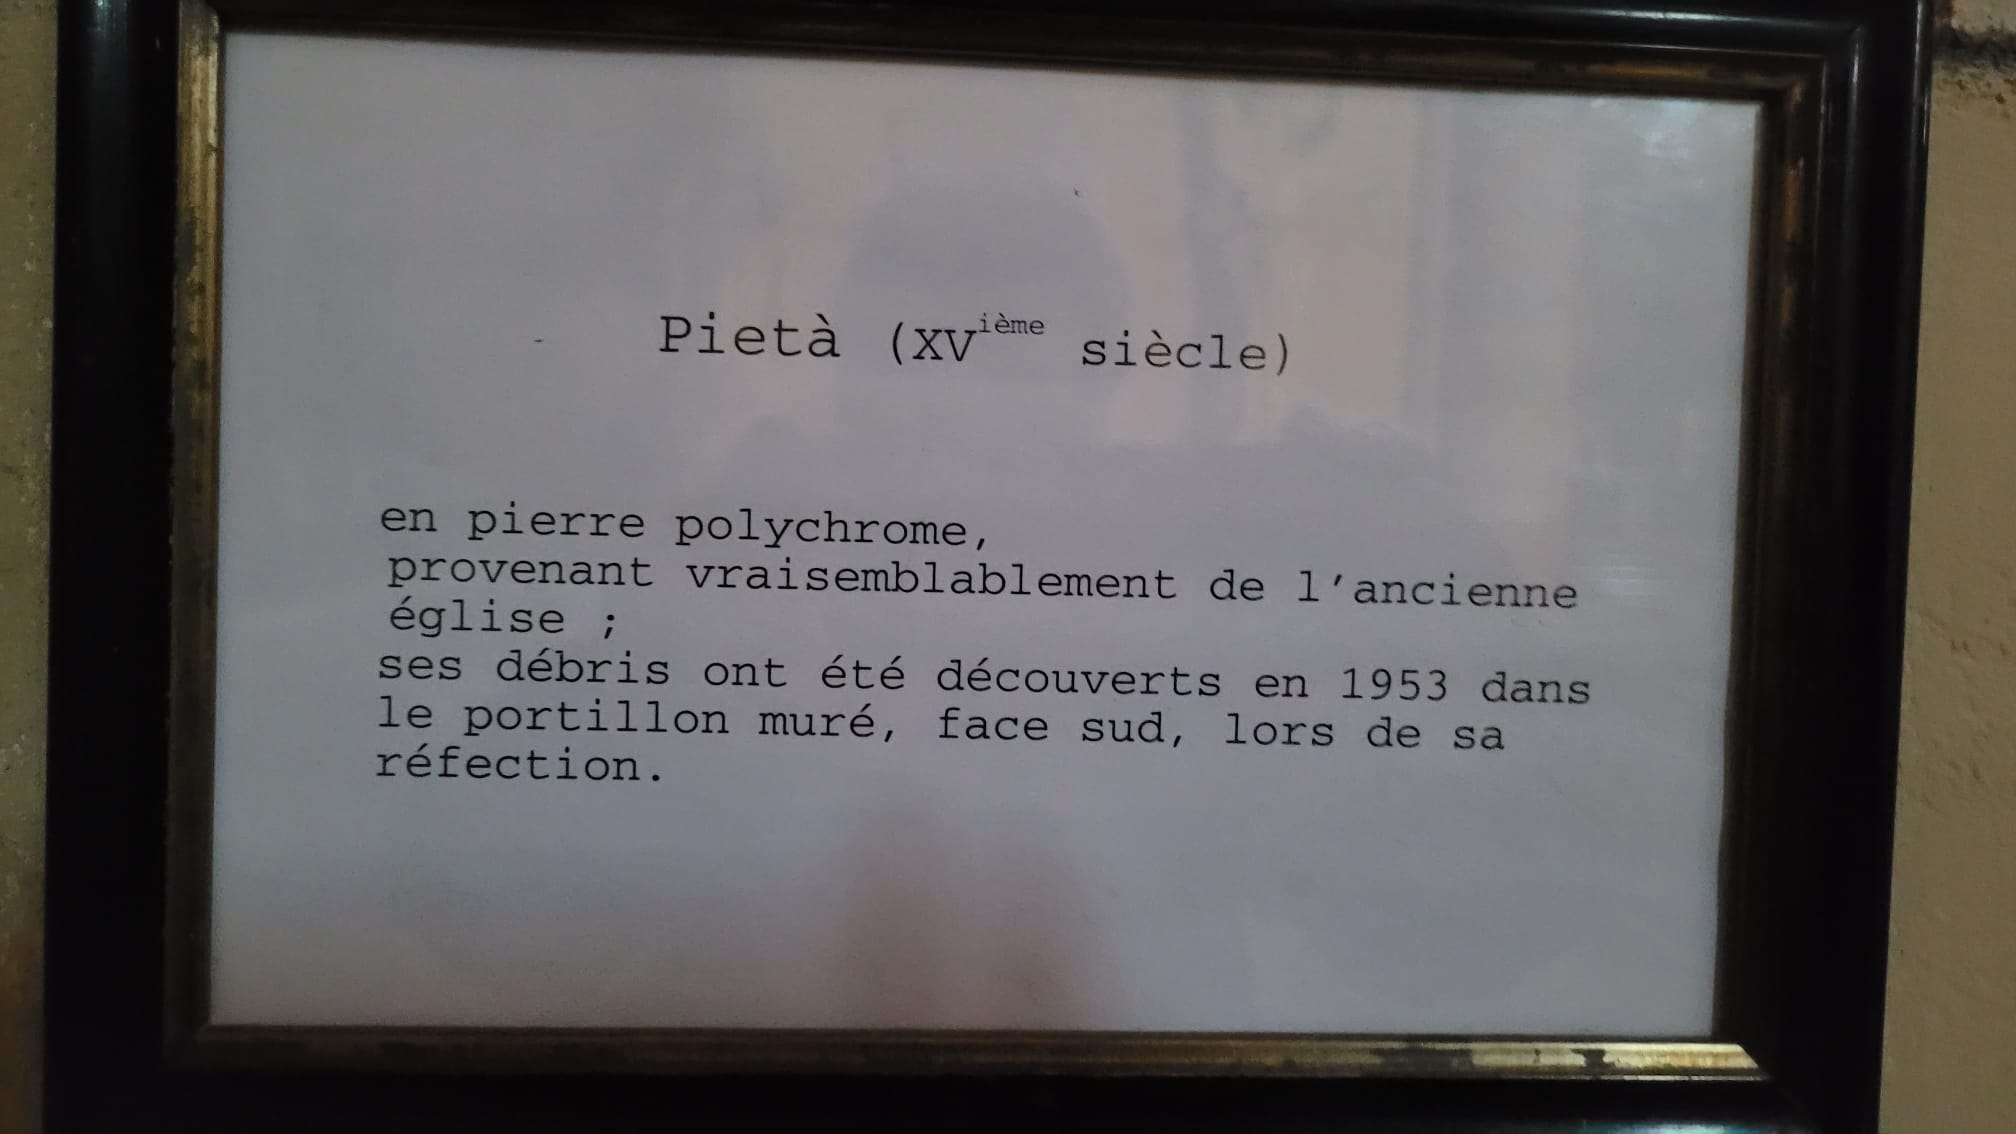 Pietà (XVième siècle)
en pierre polychrome,
provenant vraisemblablement de l'ancienne
église ;
ses débris ont été découverts en 1953 dans
le portillon muré, face sud, lors de sa
réfection.